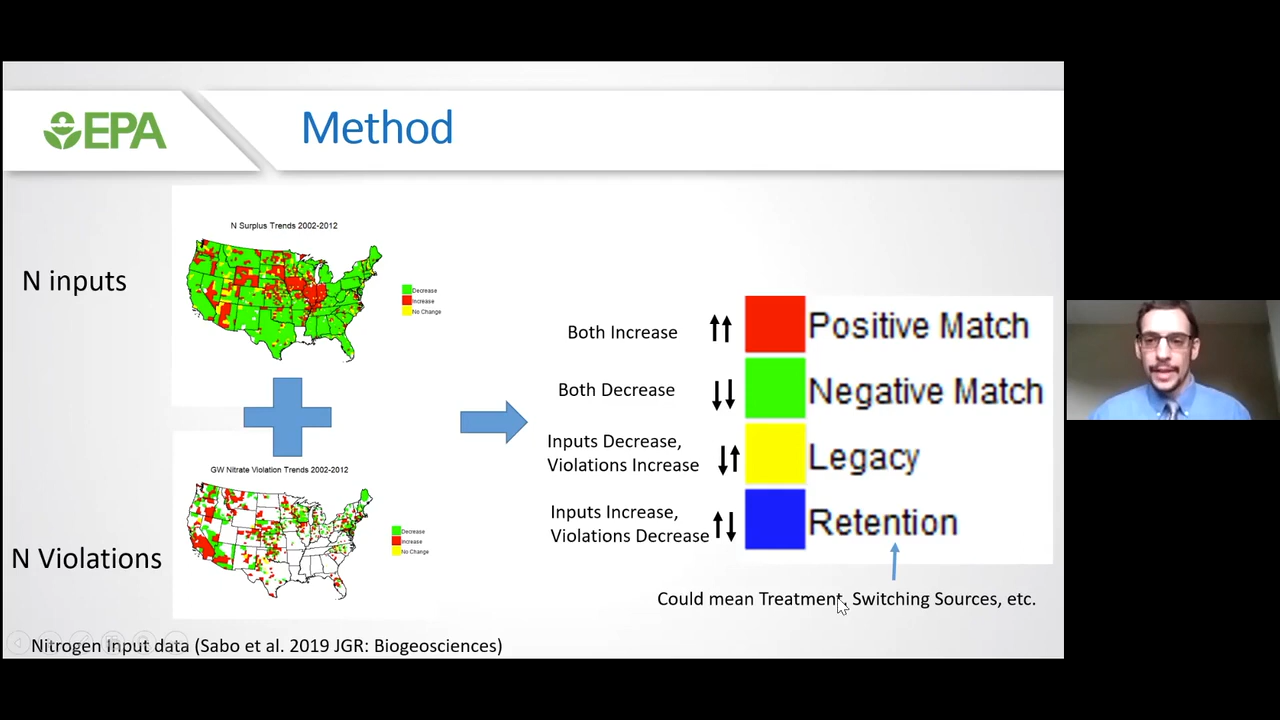 EPA
Method
N Surplus Trends 2002-2012
N inputs
Decrease
Increase
No Change
Both Increase
Positive Match
Both Decrease
Negative Match
Inputs Decrease,
Violations Increase
Legacy
GW Nitrate Violation Trends 2002-2012
Inputs Increase,
Violations Decrease
Retention
Decrease
Increase
No Change
N Violations
Could mean Treatment, Switching Sources, etc.
Nitrogen Input data (Sabo et al. 2019 JGR: Biogeosciences)